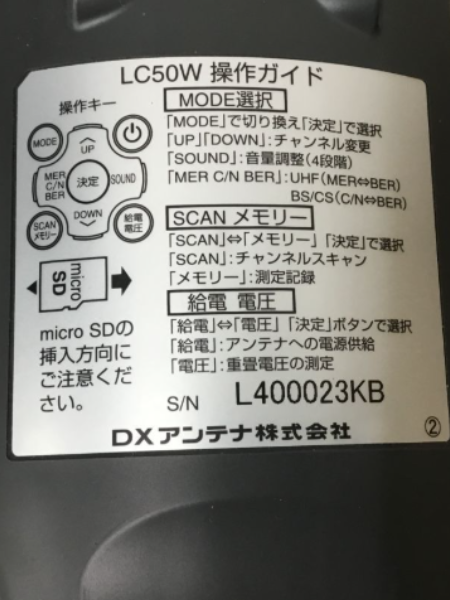 LC50W 操作ガイド
操作キー
MODE
UP
MER
C/N
BER
決定
SOUND
DOWN
SCAN
メモリー
給電
電圧
micro
SD
micro SDの
挿入方向に
ご注意くだ
さい。
MODE選択
「MODE」で切り換え「決定」で選択
「UP」「DOWN」:チャンネル変更
「SOUND」:音量調整(4段階)
「MER C/N BER」:UHF(MER⇔BER)
BS/CS(C/N⇔BER)
SCAN メモリー
「SCAN」⇔「メモリー」「決定」で選択
「SCAN」:チャンネルスキャン
「メモリー」:測定記録
給電 電圧
「給電」⇔「電圧」「決定」ボタンで選択
「給電」:アンテナへの電源供給
「電圧」:重畳電圧の測定
S/N L400023KB
DXアンテナ株式会社
②